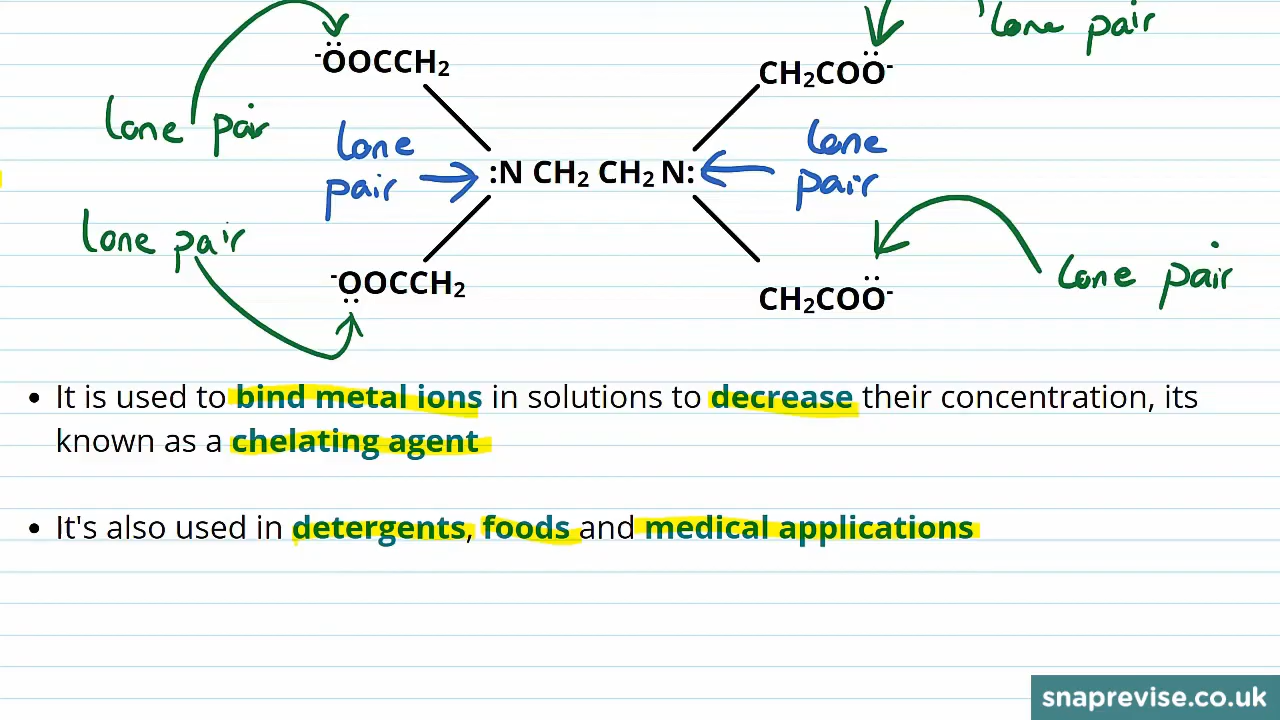 lone pair
⁻ÖOCCH₂
CH₂COÖ⁻
lone pair
lone
pair
:N CH₂ CH₂ N:
lone
pair
lone pair
⁻OOCCH₂
CH₂COÖ⁻
lone pair
• It is used to bind metal ions in solutions to decrease their concentration, its
known as a chelating agent
• It's also used in detergents, foods and medical applications
snaprevise.co.uk